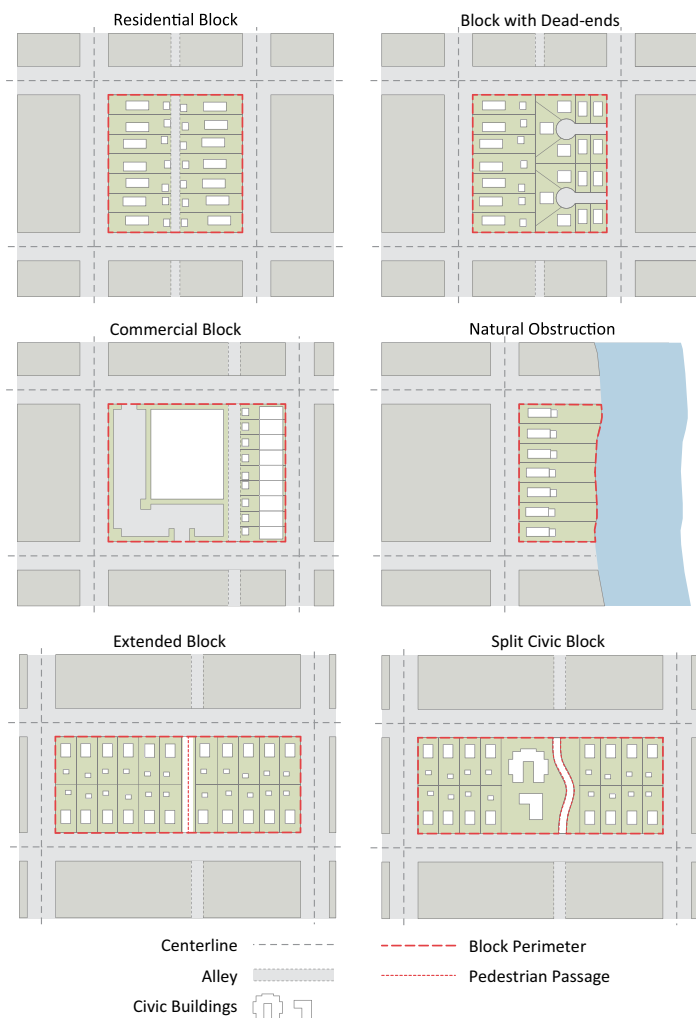 Residential Block
Block with Dead-ends
Commercial Block
Natural Obstruction
Extended Block
Split Civic Block
Centerline
Block Perimeter
Alley
Pedestrian Passage
Civic Buildings